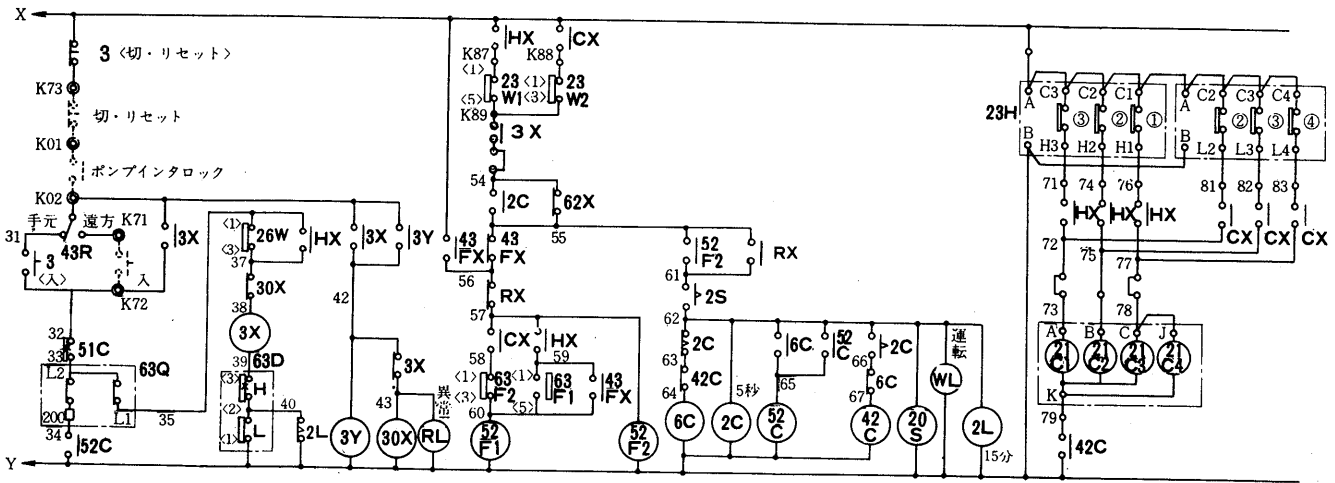 X
3〈切・リセット〉
K73
切・リセット
K01
ポンプインタロック
K02
手元 遠方 K71
31
43R
3
〈入〉
入
K72
3X
32
51C
33
L2
63Q
200
L1
35
34
52C
Y
〈1〉
26W
〈3〉
HX
37
30X
38
3X
39
63D
〈3〉
H
〈2〉
L
〈1〉
40
2L
3X
3Y
42
3X
43
異常
3Y
30X
RL
HX
CX
K87
K88
〈1〉
23
W1
〈5〉
〈1〉
23
W2
〈3〉
K89
3X
54
2C
62X
55
43
FX
43
FX
56
RX
57
CX
HX
58
59
〈1〉
63
F2
〈3〉
〈1〉
63
F1
〈5〉
43
FX
60
52
F1
52
F2
52
F2
RX
61
2S
62
2C
63
42C
64
6C
5秒
2C
6C
52
C
65
52
C
2C
66
6C
67
42
C
20
S
運転
WL
2L
15分
23H
A
C3
C2
C1
③
②
①
B
H3
H2
H1
A
C2
C3
C4
②
③
④
B
L2
L3
L4
71
74
76
81
82
83
HX
HX
HX
CX
CX
CX
72
75
77
73
78
A
B
C
J
21
C1
21
C2
21
C3
21
C4
K
79
42C